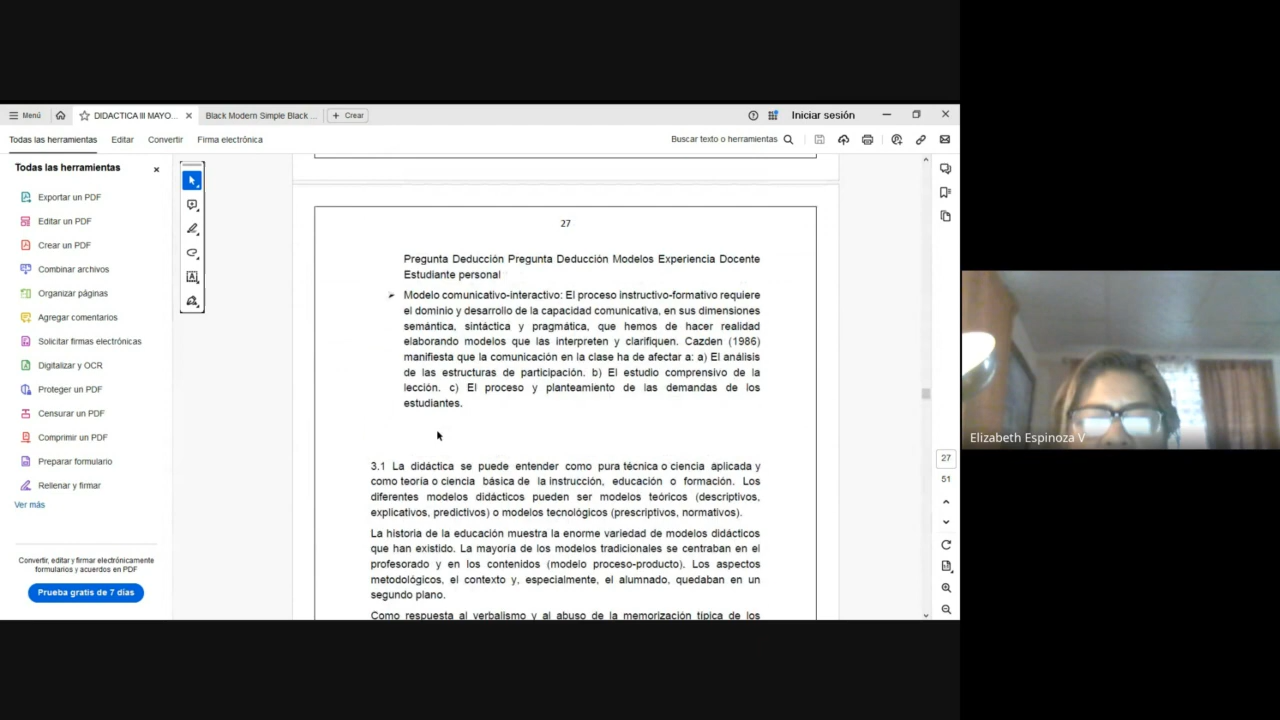 Menú
DIDACTICA III MAYO...
Black Modern Simple Black ...
+ Crear
Iniciar sesión
Todas las herramientas
Editar
Convertir
Firma electrónica
Buscar texto o herramientas
Todas las herramientas
Exportar un PDF
Editar un PDF
Crear un PDF
Combinar archivos
Organizar páginas
Agregar comentarios
Solicitar firmas electrónicas
Digitalizar y OCR
Proteger un PDF
Censurar un PDF
Comprimir un PDF
Preparar formulario
Rellenar y firmar
Ver más
Convertir, editar y firmar electrónicamente
formularios y acuerdos en PDF
Prueba gratis de 7 días
27
Pregunta Deducción Pregunta Deducción Modelos Experiencia Docente
Estudiante personal
➢ Modelo comunicativo-interactivo: El proceso instructivo-formativo requiere
el dominio y desarrollo de la capacidad comunicativa, en sus dimensiones
semántica, sintáctica y pragmática, que hemos de hacer realidad
elaborando modelos que las interpreten y clarifiquen. Cazden (1986)
manifiesta que la comunicación en la clase ha de afectar a: a) El análisis
de las estructuras de participación. b) El estudio comprensivo de la
lección. c) El proceso y planteamiento de las demandas de los
estudiantes.
3.1 La didáctica se puede entender como pura técnica o ciencia aplicada y
como teoría o ciencia básica de la instrucción, educación o formación. Los
diferentes modelos didácticos pueden ser modelos teóricos (descriptivos,
explicativos, predictivos) o modelos tecnológicos (prescriptivos, normativos).
La historia de la educación muestra la enorme variedad de modelos didácticos
que han existido. La mayoría de los modelos tradicionales se centraban en el
profesorado y en los contenidos (modelo proceso-producto). Los aspectos
metodológicos, el contexto y, especialmente, el alumnado, quedaban en un
segundo plano.
Como respuesta al verbalismo y al abuso de la memorización típica de los
27
51
Elizabeth Espinoza V